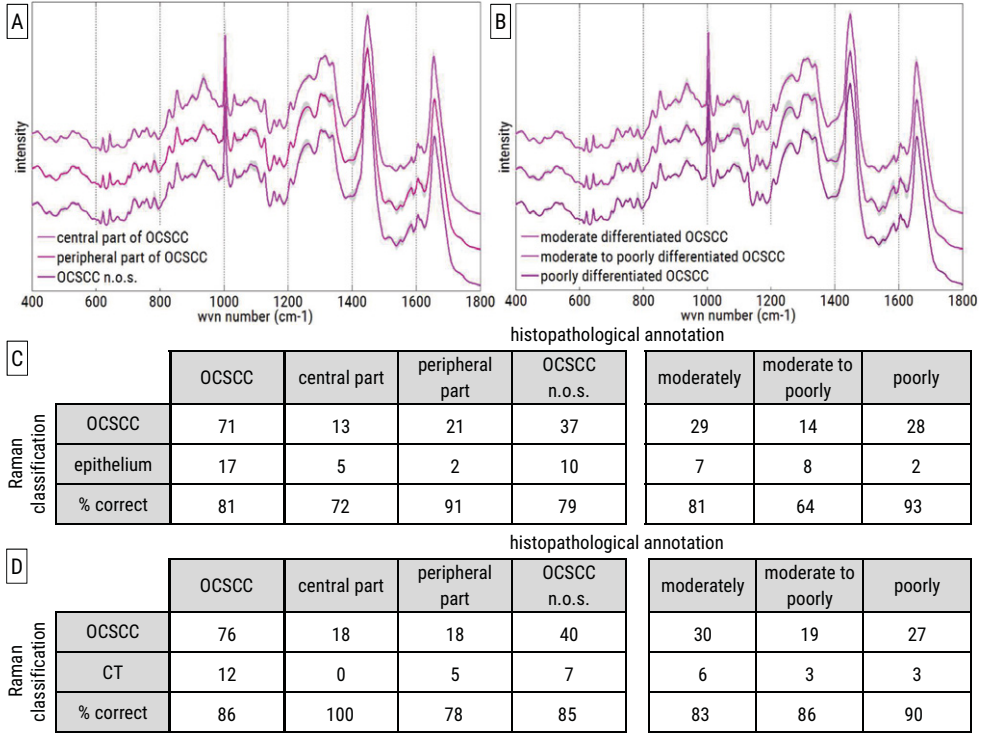 A
B
intensity
central part of OCSCC
peripheral part of OCSCC
OCSCC n.o.s.
400 600 800 1000 1200 1400 1600 1800
wvn number (cm-1)
intensity
moderate differentiated OCSCC
moderate to poorly differentiated OCSCC
poorly differentiated OCSCC
400 600 800 1000 1200 1400 1600 1800
wvn number (cm-1)
C
histopathological annotation
Raman
classification
OCSCC central part peripheral part OCSCC n.o.s. moderately moderate to poorly poorly
OCSCC 71 13 21 37 29 14 28
epithelium 17 5 2 10 7 8 2
% correct 81 72 91 79 81 64 93
D
histopathological annotation
Raman
classification
OCSCC central part peripheral part OCSCC n.o.s. moderately moderate to poorly poorly
OCSCC 76 18 18 40 30 19 27
CT 12 0 5 7 6 3 3
% correct 86 100 78 85 83 86 90